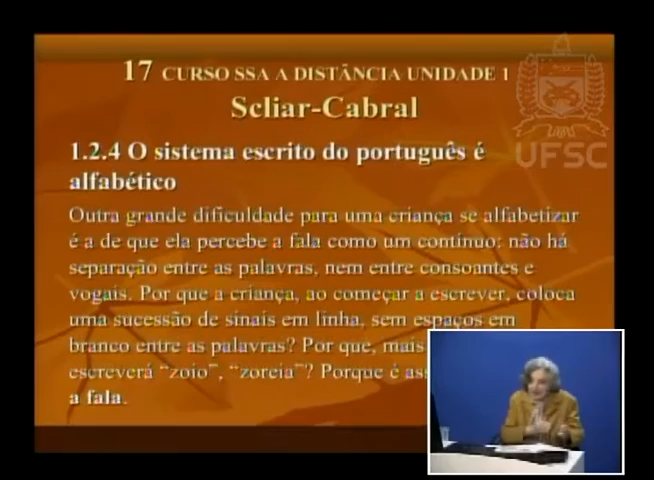 17 CURSO SSA A DISTÂNCIA UNIDADE 1
Scliar-Cabral
UFSC
1.2.4 O sistema escrito do português é
alfabético
Outra grande dificuldade para uma criança se alfabetizar
é a de que ela percebe a fala como um contínuo: não há
separação entre as palavras, nem entre consoantes e
vogais. Por que a criança, ao começar a escrever, coloca
uma sucessão de sinais em linha, sem espaços em
branco entre as palavras? Por que, mais
escreverá “zoio”, “zoreia”? Porque é
a fala.